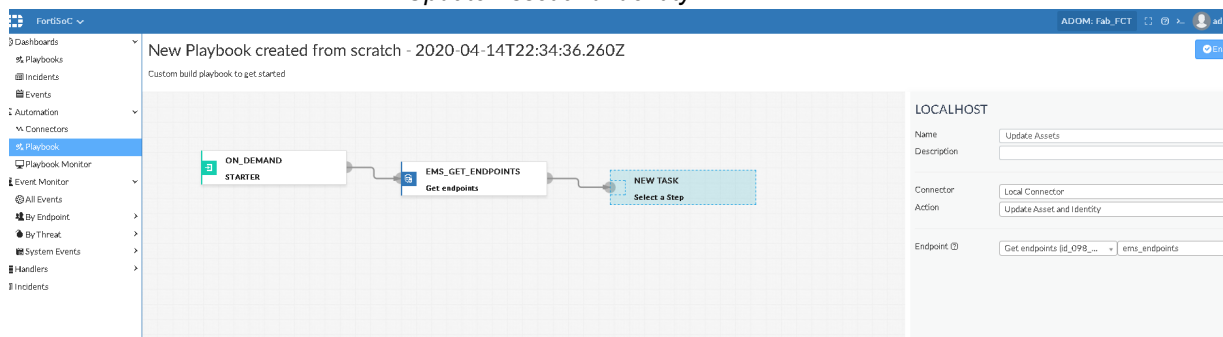 FortiSoC
ADOM: Fab_FCT
Dashboards
Playbooks
Incidents
Events
Automation
Connectors
Playbook
Playbook Monitor
Event Monitor
All Events
By Endpoint
By Threat
System Events
Handlers
Incidents
New Playbook created from scratch - 2020-04-14T22:34:36.260Z
Custom build playbook to get started
ON_DEMAND
STARTER
EMS_GET_ENDPOINTS
Get endpoints
NEW TASK
Select a Step
LOCALHOST
Name Update Assets
Description
Connector Local Connector
Action Update Asset and Identity
Endpoint Get endpoints (id_098_... ems_endpoints